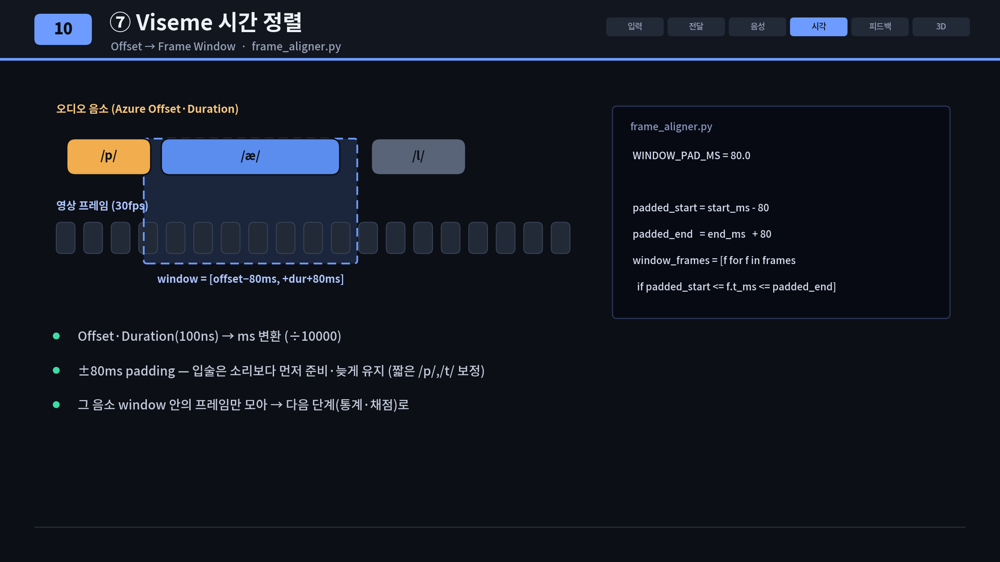 10
⑦ Viseme 시간 정렬
Offset → Frame Window · frame_aligner.py
입력
전달
음성
시각
피드백
3D
오디오 음소 (Azure Offset·Duration)
/p/
/æ/
/l/
영상 프레임 (30fps)
window = [offset−80ms, +dur+80ms]
frame_aligner.py
WINDOW_PAD_MS = 80.0
padded_start = start_ms - 80
padded_end = end_ms + 80
window_frames = [f for f in frames
if padded_start <= f.t_ms <= padded_end]
Offset·Duration(100ns) → ms 변환 (÷10000)
±80ms padding — 입술은 소리보다 먼저 준비·늦게 유지 (짧은 /p/,/t/ 보정)
그 음소 window 안의 프레임만 모아 → 다음 단계(통계·채점)로